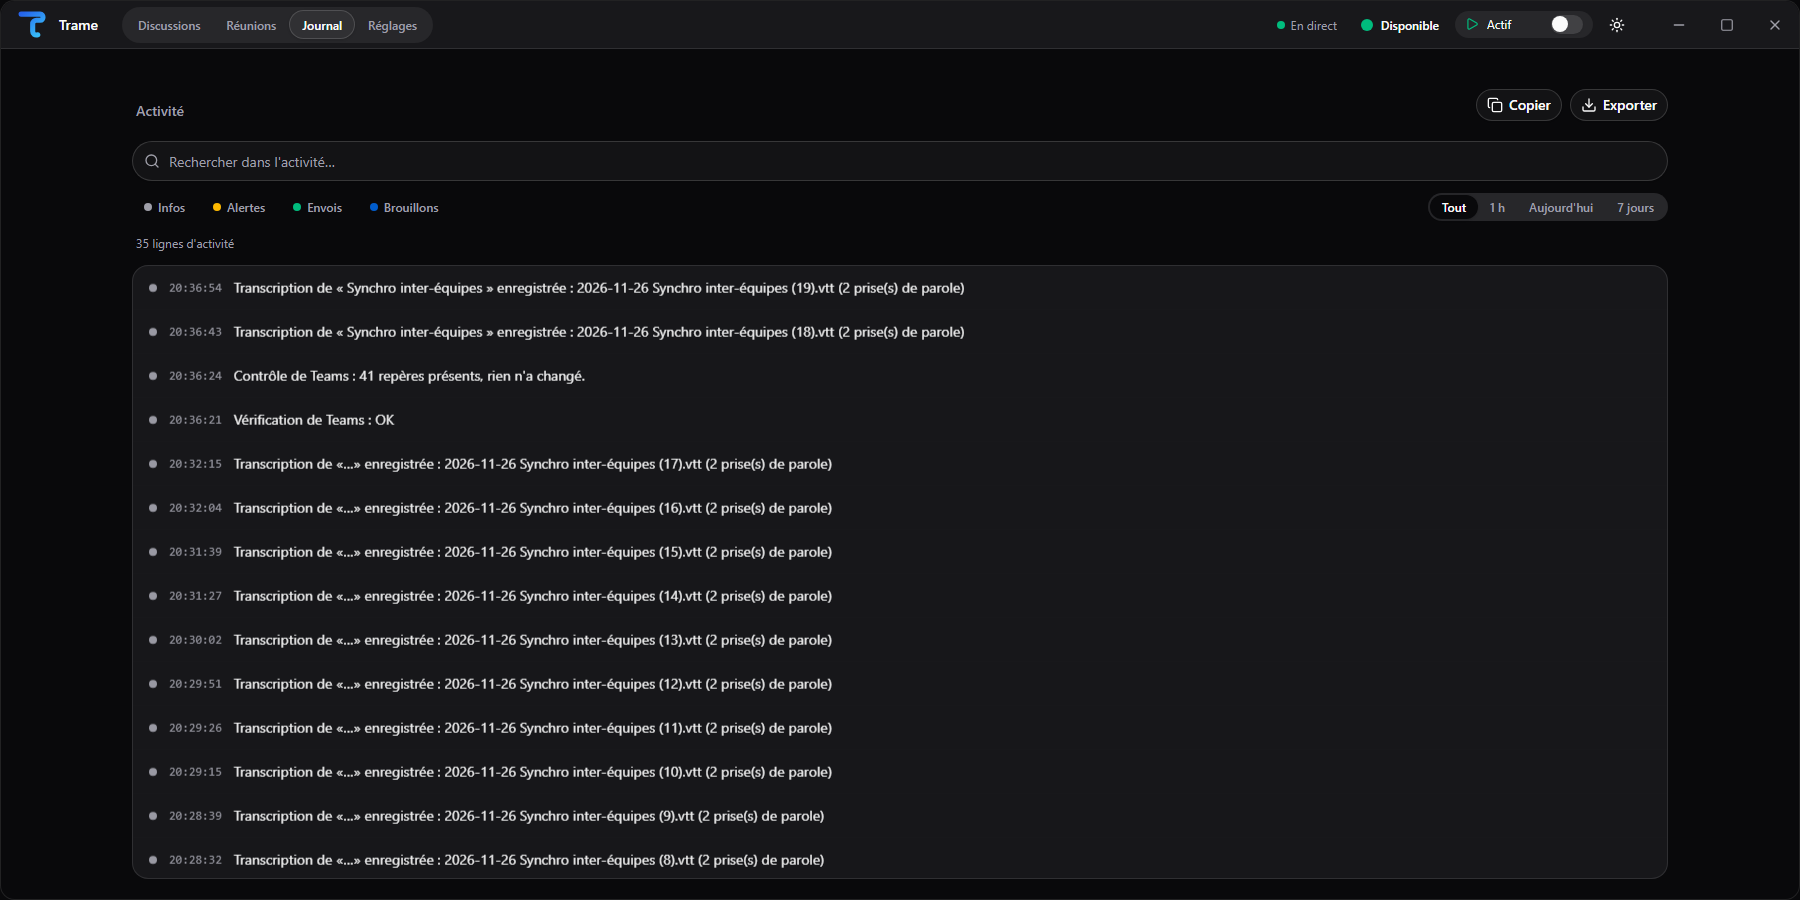 Trame Discussions Réunions Journal Réglages En direct Disponible Actif
Activité Copier Exporter
Rechercher dans l'activité...
Infos Alertes Envois Brouillons Tout 1 h Aujourd'hui 7 jours
35 lignes d'activité
20:36:54 Transcription de « Synchro inter-équipes » enregistrée : 2026-11-26 Synchro inter-équipes (19).vtt (2 prise(s) de parole)
20:36:43 Transcription de « Synchro inter-équipes » enregistrée : 2026-11-26 Synchro inter-équipes (18).vtt (2 prise(s) de parole)
20:36:24 Contrôle de Teams : 41 repères présents, rien n'a changé.
20:36:21 Vérification de Teams : OK
20:32:15 Transcription de «...» enregistrée : 2026-11-26 Synchro inter-équipes (17).vtt (2 prise(s) de parole)
20:32:04 Transcription de «...» enregistrée : 2026-11-26 Synchro inter-équipes (16).vtt (2 prise(s) de parole)
20:31:39 Transcription de «...» enregistrée : 2026-11-26 Synchro inter-équipes (15).vtt (2 prise(s) de parole)
20:31:27 Transcription de «...» enregistrée : 2026-11-26 Synchro inter-équipes (14).vtt (2 prise(s) de parole)
20:30:02 Transcription de «...» enregistrée : 2026-11-26 Synchro inter-équipes (13).vtt (2 prise(s) de parole)
20:29:51 Transcription de «...» enregistrée : 2026-11-26 Synchro inter-équipes (12).vtt (2 prise(s) de parole)
20:29:26 Transcription de «...» enregistrée : 2026-11-26 Synchro inter-équipes (11).vtt (2 prise(s) de parole)
20:29:15 Transcription de «...» enregistrée : 2026-11-26 Synchro inter-équipes (10).vtt (2 prise(s) de parole)
20:28:39 Transcription de «...» enregistrée : 2026-11-26 Synchro inter-équipes (9).vtt (2 prise(s) de parole)
20:28:32 Transcription de «...» enregistrée : 2026-11-26 Synchro inter-équipes (8).vtt (2 prise(s) de parole)